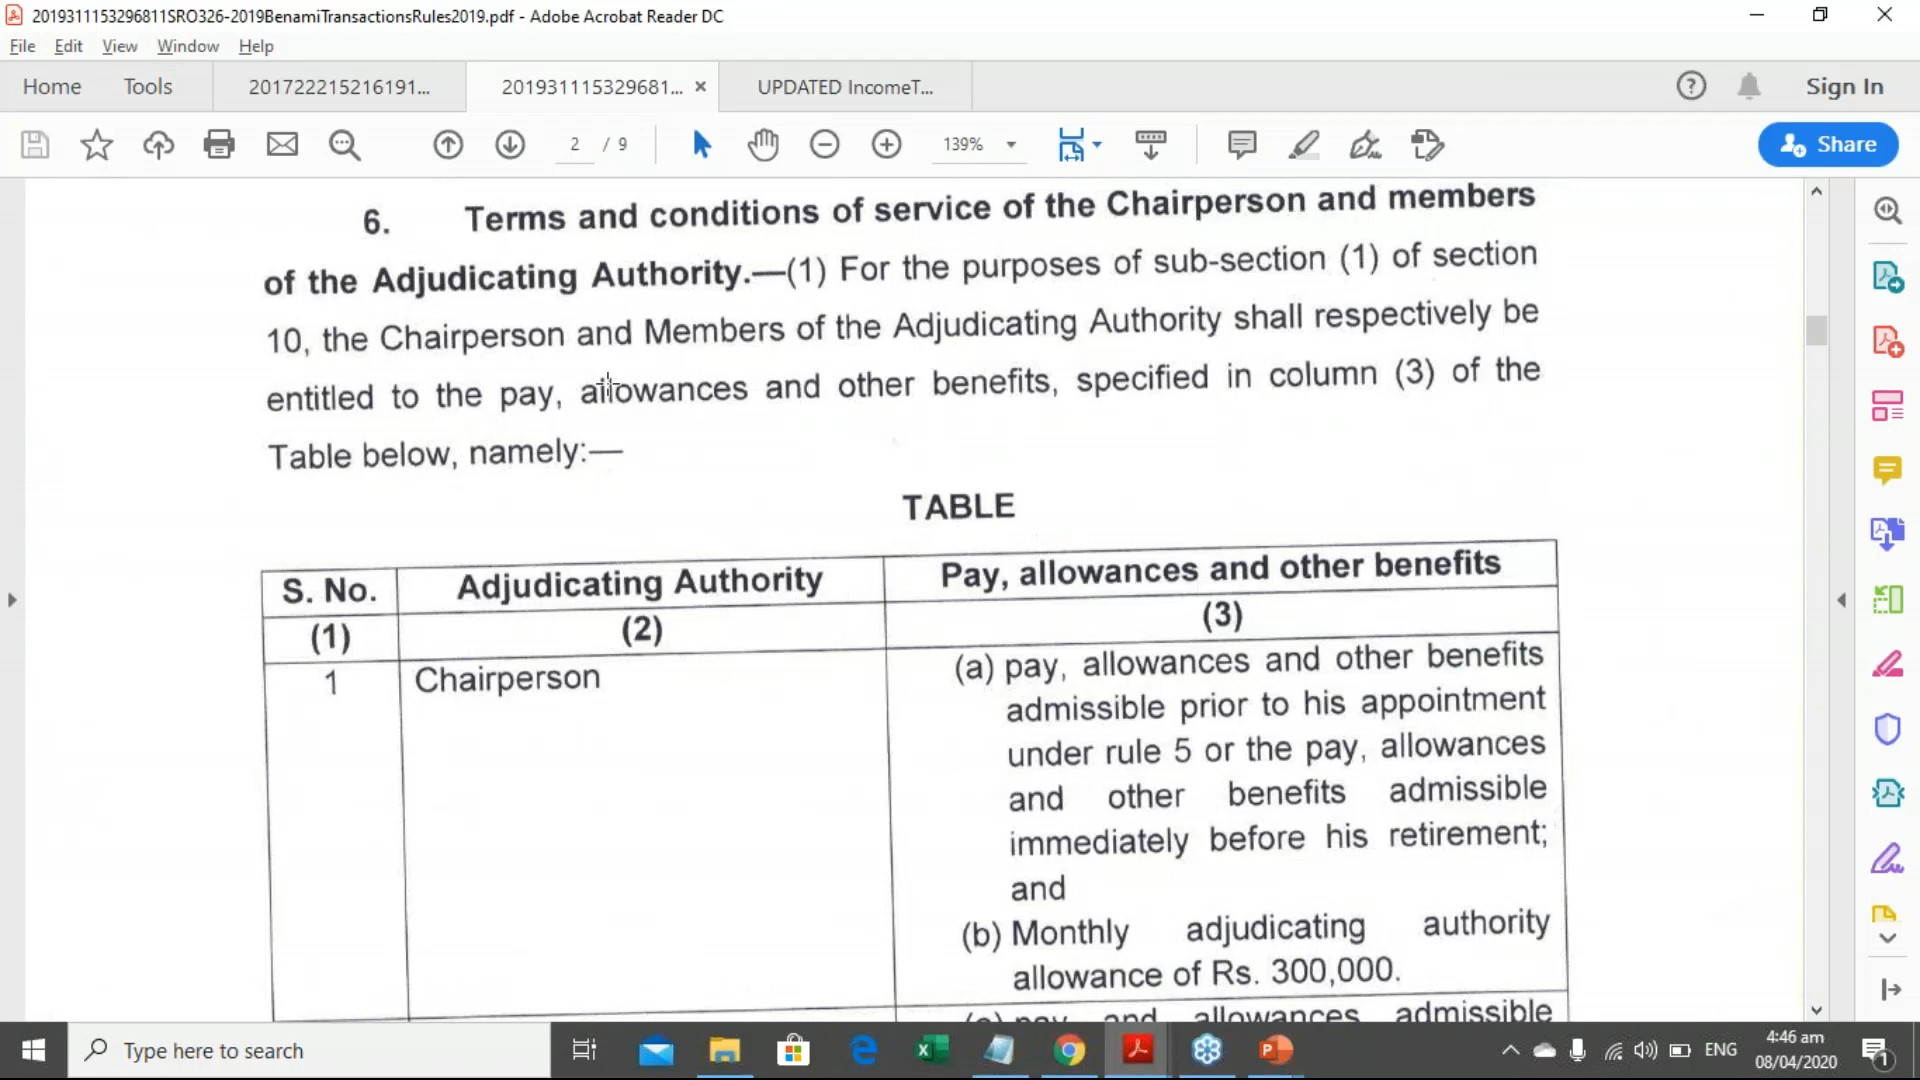 201931115329681​1SRO326-2019BenamiTransactionsRules2019.pdf - Adobe Acrobat Reader DC
File Edit View Window Help
Home Tools 201722215216191... 201931115329681... × UPDATED IncomeT... Sign In
2 / 9 139% Share
6. Terms and conditions of service of the Chairperson and members
of the Adjudicating Authority.—(1) For the purposes of sub-section (1) of section
10, the Chairperson and Members of the Adjudicating Authority shall respectively be
entitled to the pay, allowances and other benefits, specified in column (3) of the
Table below, namely:—
TABLE
S. No. Adjudicating Authority Pay, allowances and other benefits
(1) (2) (3)
1 Chairperson (a) pay, allowances and other benefits
admissible prior to his appointment
under rule 5 or the pay, allowances
and other benefits admissible
immediately before his retirement;
and
(b) Monthly adjudicating authority
allowance of Rs. 300,000.
pay and allowances admissible
Type here to search
ENG
4:46 am
08/04/2020
1